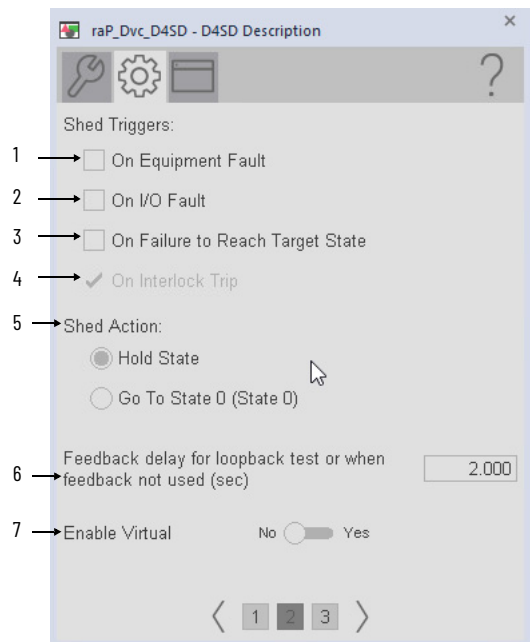 raP_Dvc_D4SD - D4SD Description
?
Shed Triggers:
1 On Equipment Fault
2 On I/O Fault
3 On Failure to Reach Target State
4 On Interlock Trip
5 Shed Action:
Hold State
Go To State 0 (State 0)
Feedback delay for loopback test or when
6 feedback not used (sec)
2.000
7 Enable Virtual No Yes
1 2 3